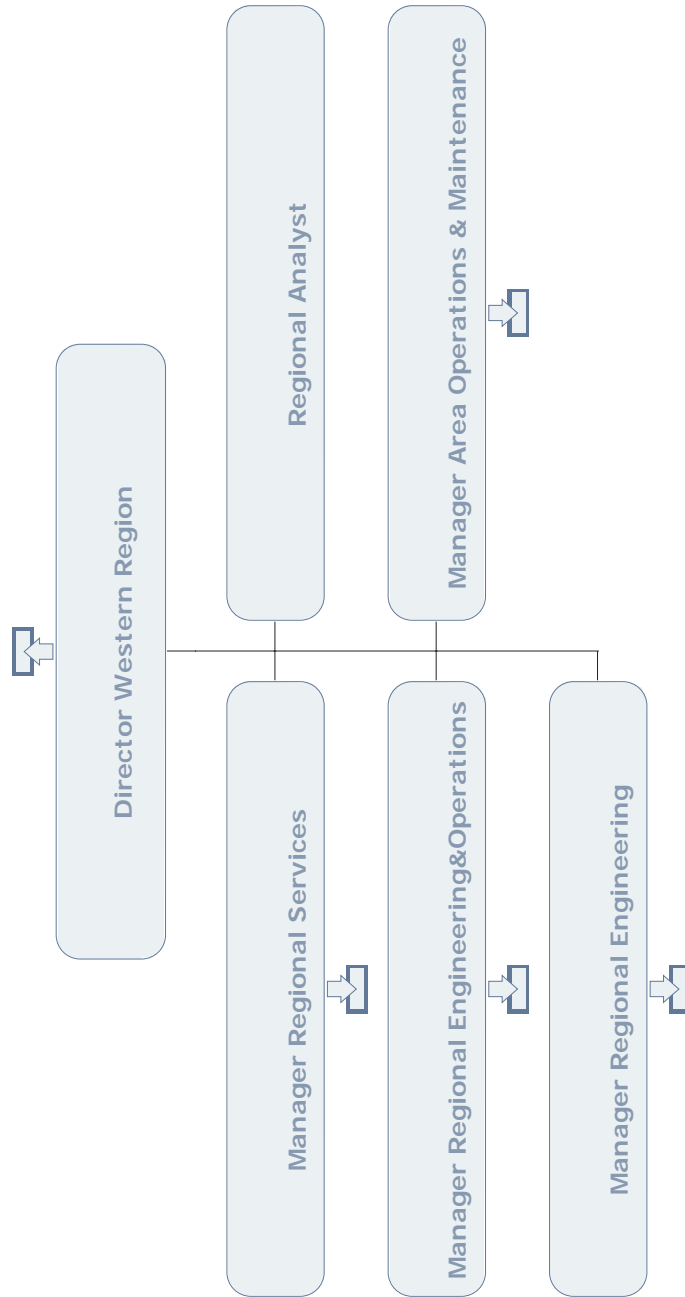 Director Western Region
Manager Regional Services
Regional Analyst
Manager Regional Engineering&Operations
Manager Area Operations & Maintenance
Manager Regional Engineering